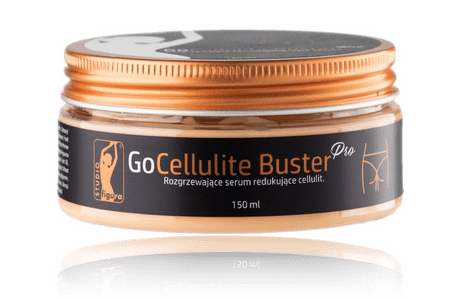 GoCellulite Buster Pro
Rozgrzewające serum redukujące cellulit.
150 ml
STUDIO
figura